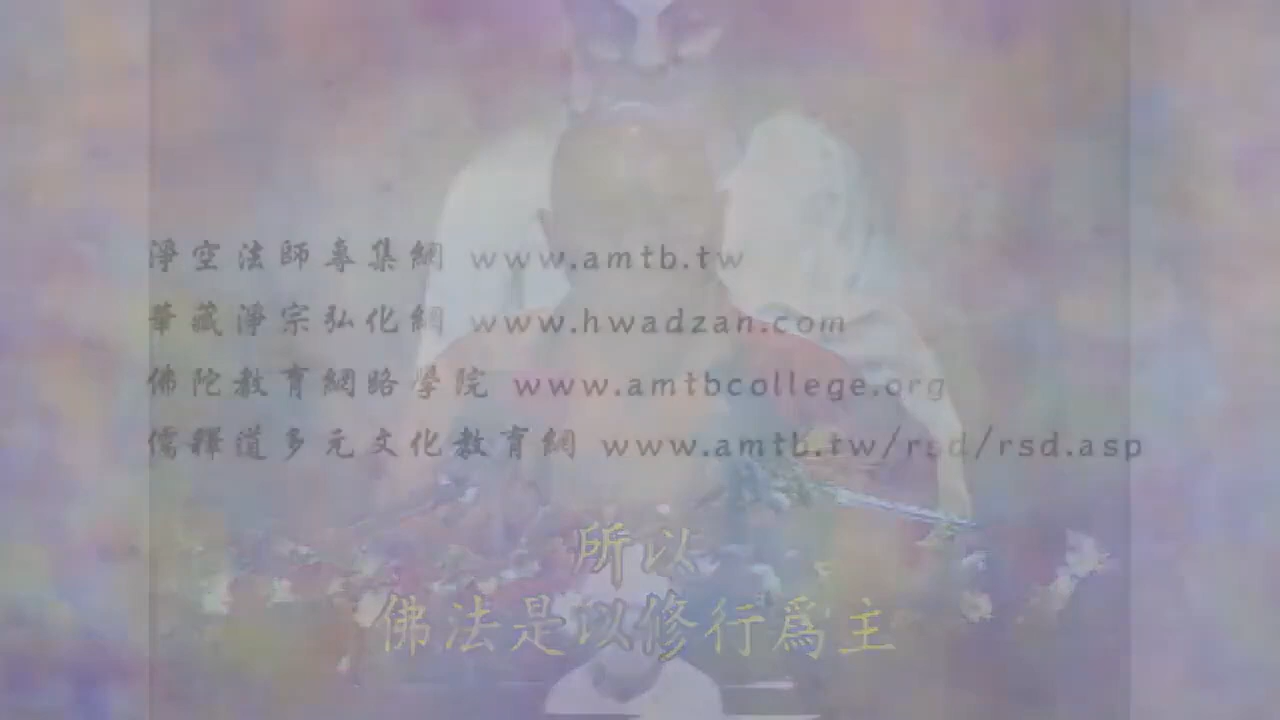 淨空法師專集網 www.amtb.tw
華藏淨宗弘化網 www.hwadzan.com
佛陀教育網路學院 www.amtbcollege.org
儒釋道多元文化教育網 www.amtb.tw/rsd/rsd.asp
所以
佛法是以修行為主